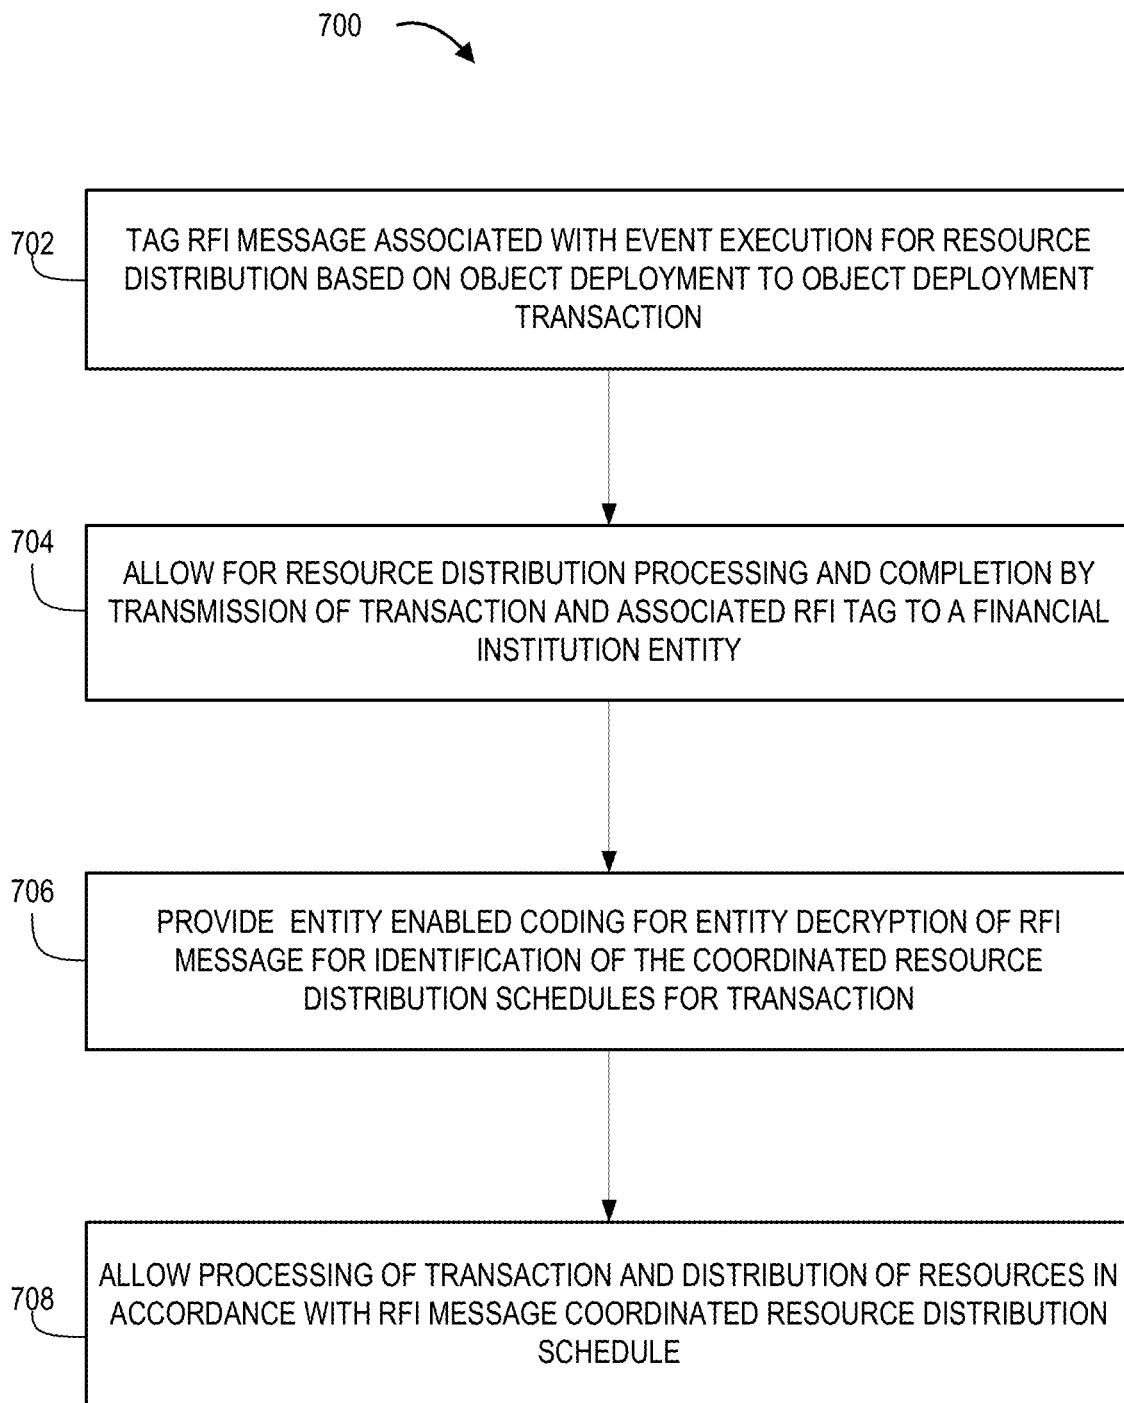 700
702
TAG RFI MESSAGE ASSOCIATED WITH EVENT EXECUTION FOR RESOURCE
DISTRIBUTION BASED ON OBJECT DEPLOYMENT TO OBJECT DEPLOYMENT
TRANSACTION
704
ALLOW FOR RESOURCE DISTRIBUTION PROCESSING AND COMPLETION BY
TRANSMISSION OF TRANSACTION AND ASSOCIATED RFI TAG TO A FINANCIAL
INSTITUTION ENTITY
706
PROVIDE ENTITY ENABLED CODING FOR ENTITY DECRYPTION OF RFI
MESSAGE FOR IDENTIFICATION OF THE COORDINATED RESOURCE
DISTRIBUTION SCHEDULES FOR TRANSACTION
708
ALLOW PROCESSING OF TRANSACTION AND DISTRIBUTION OF RESOURCES IN
ACCORDANCE WITH RFI MESSAGE COORDINATED RESOURCE DISTRIBUTION
SCHEDULE